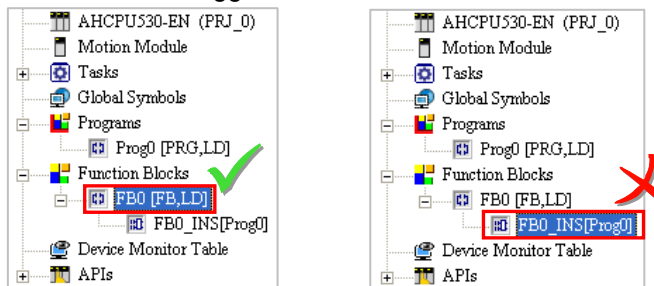 AHCPU530-EN (PRJ_0)
Motion Module
Tasks
Global Symbols
Programs
Prog0 [PRG,LD]
Function Blocks
FB0 [FB,LD]
FB0_INS[Prog0]
Device Monitor Table
APIs
AHCPU530-EN (PRJ_0)
Motion Module
Tasks
Global Symbols
Programs
Prog0 [PRG,LD]
Function Blocks
FB0 [FB,LD]
FB0_INS[Prog0]
Device Monitor Table
APIs